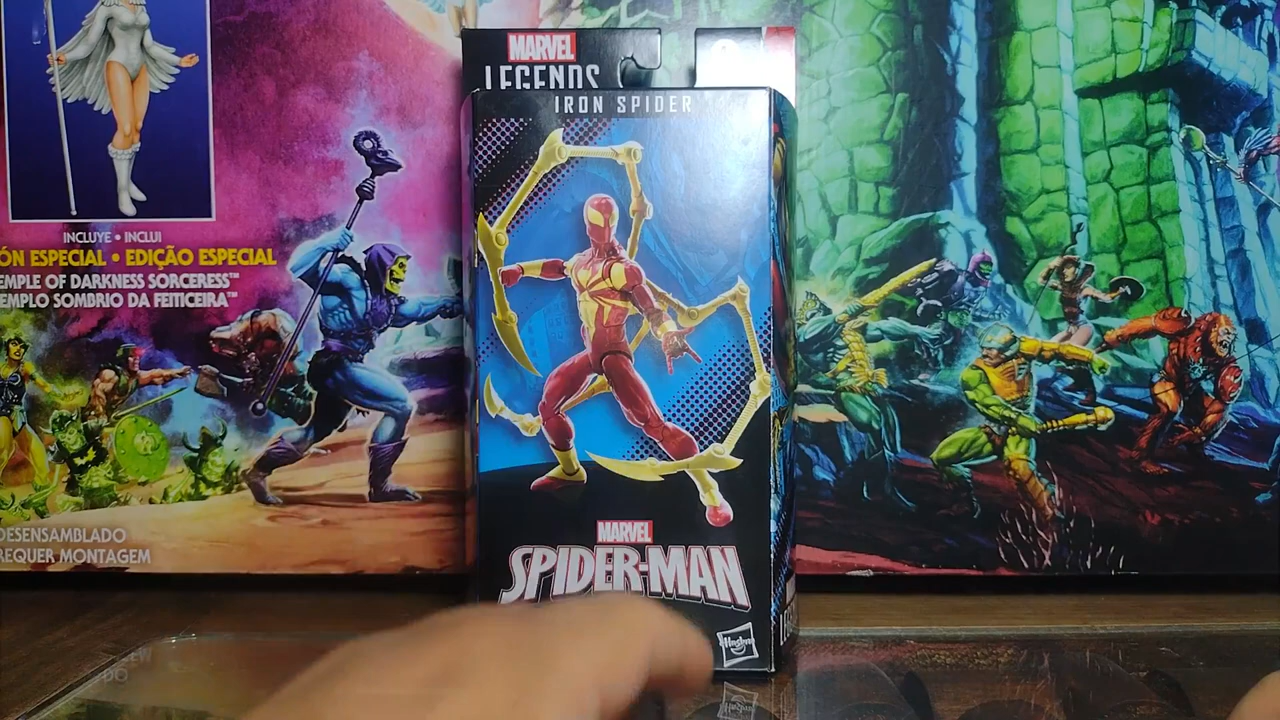 INCLUYE • INCLUI
ÓN ESPECIAL • EDIÇÃO ESPECIAL
EMPLE OF DARKNESS SORCERESS™
EMPLO SOMBRIO DA FEITICEIRA™
DESENSAMBLADO
REQUER MONTAGEM
MARVEL
LEGENDS
IRON SPIDER
MARVEL
SPIDER-MAN
Hasbro